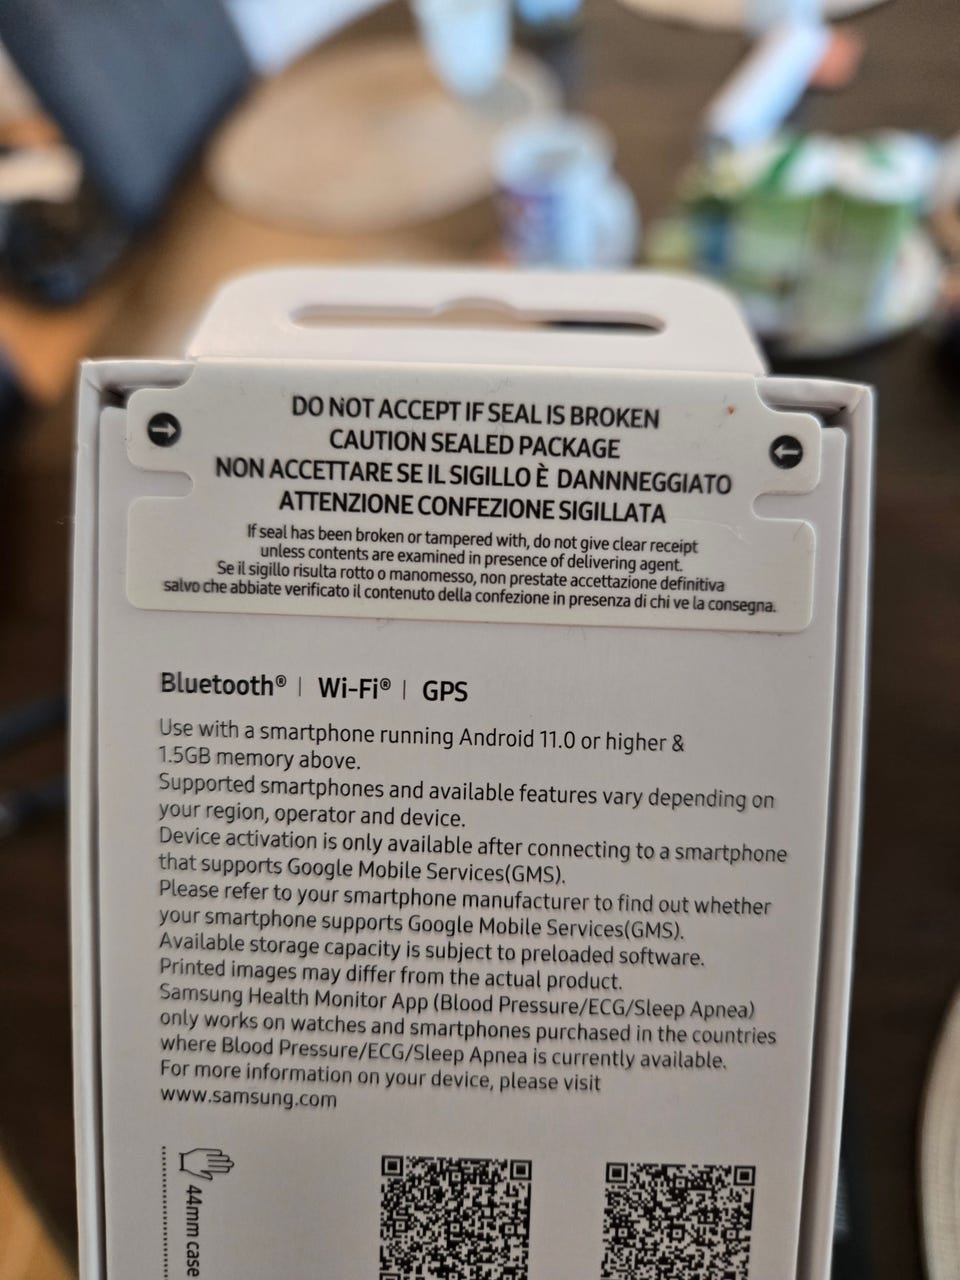 DO NOT ACCEPT IF SEAL IS BROKEN
CAUTION SEALED PACKAGE
NON ACCETTARE SE IL SIGILLO È DANNNEGGIATO
ATTENZIONE CONFEZIONE SIGILLATA
If seal has been broken or tampered with, do not give clear receipt
unless contents are examined in presence of delivering agent.
Se il sigillo risulta rotto o manomesso, non prestate accettazione definitiva
salvo che abbiate verificato il contenuto della confezione in presenza di chi ve la consegna.
Bluetooth® | Wi-Fi® | GPS
Use with a smartphone running Android 11.0 or higher &
1.5GB memory above.
Supported smartphones and available features vary depending on
your region, operator and device.
Device activation is only available after connecting to a smartphone
that supports Google Mobile Services(GMS).
Please refer to your smartphone manufacturer to find out whether
your smartphone supports Google Mobile Services(GMS).
Available storage capacity is subject to preloaded software.
Printed images may differ from the actual product.
Samsung Health Monitor App (Blood Pressure/ECG/Sleep Apnea)
only works on watches and smartphones purchased in the countries
where Blood Pressure/ECG/Sleep Apnea is currently available.
For more information on your device, please visit
www.samsung.com
44mm case